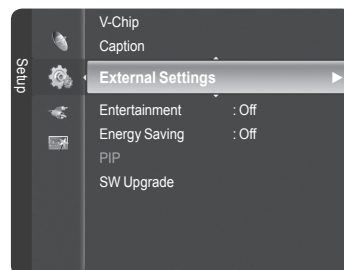 Setup
V-Chip
Caption
External Settings
Entertainment : Off
Energy Saving : Off
PIP
SW Upgrade